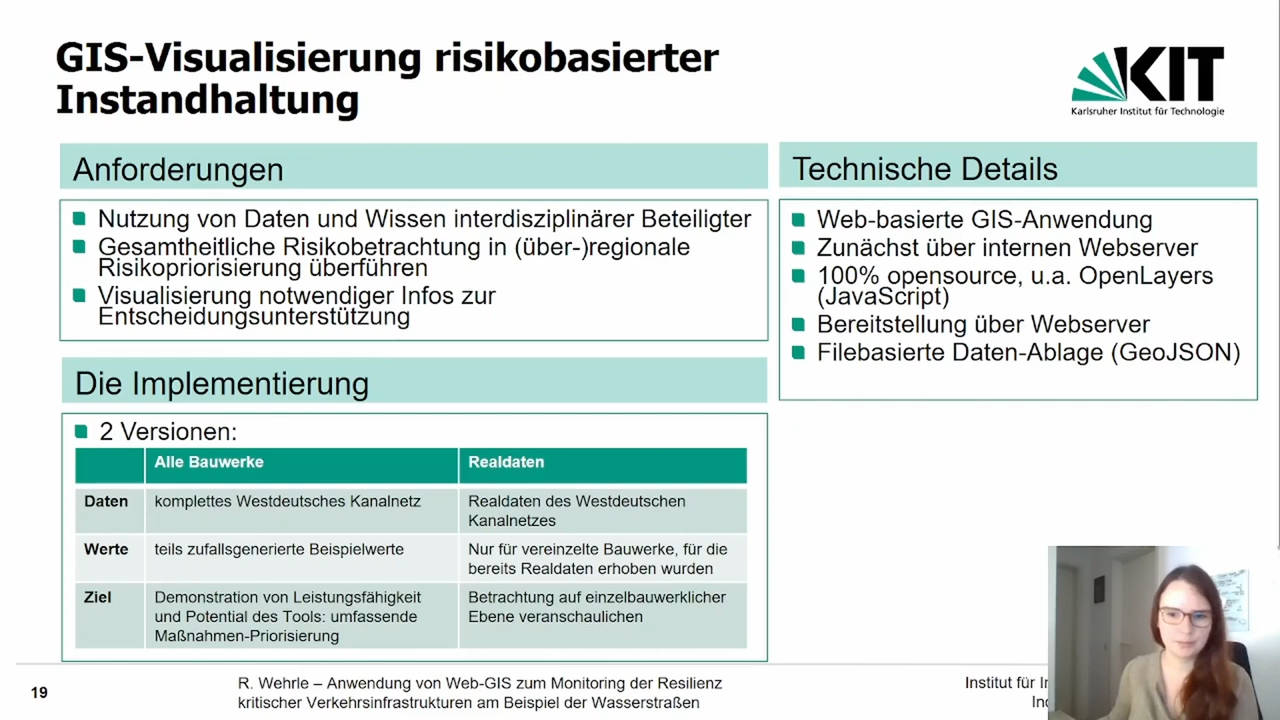 GIS-Visualisierung risikobasierter
Instandhaltung
KIT
Karlsruher Institut für Technologie
Anforderungen
Nutzung von Daten und Wissen interdisziplinärer Beteiligter
Gesamtheitliche Risikobetrachtung in (über-)regionale
Risikopriorisierung überführen
Visualisierung notwendiger Infos zur
Entscheidungsunterstützung
Technische Details
Web-basierte GIS-Anwendung
Zunächst über internen Webserver
100% opensource, u.a. OpenLayers
(JavaScript)
Bereitstellung über Webserver
Filebasierte Daten-Ablage (GeoJSON)
Die Implementierung
2 Versionen:
Alle Bauwerke
Realdaten
Daten
komplettes Westdeutsches Kanalnetz
Realdaten des Westdeutschen
Kanalnetzes
Werte
teils zufallsgenerierte Beispielwerte
Nur für vereinzelte Bauwerke, für die
bereits Realdaten erhoben wurden
Ziel
Demonstration von Leistungsfähigkeit
und Potential des Tools: umfassende
Maßnahmen-Priorisierung
Betrachtung auf einzelbauwerklicher
Ebene veranschaulichen
19
R. Wehrle – Anwendung von Web-GIS zum Monitoring der Resilienz
kritischer Verkehrsinfrastrukturen am Beispiel der Wasserstraßen
Institut für